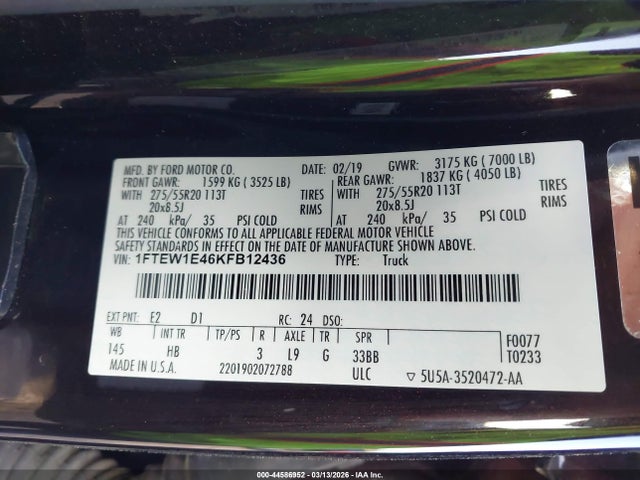 MFD. BY FORD MOTOR CO. DATE: 02/19 GVWR: 3175 KG ( 7000 LB)
FRONT GAWR: 1599 KG ( 3525 LB) REAR GAWR: 1837 KG ( 4050 LB)
WITH 275/55R20 113T TIRES WITH 275/55R20 113T TIRES
20x8.5J RIMS 20x8.5J RIMS
AT 240 kPa/ 35 PSI COLD AT 240 kPa/ 35 PSI COLD
THIS VEHICLE CONFORMS TO ALL APPLICABLE FEDERAL MOTOR VEHICLE
SAFETY STANDARDS IN EFFECT ON THE DATE OF MANUFACTURE SHOWN ABOVE.
VIN: 1FTEW1E46KFB12436 TYPE: Truck
EXT PNT: E2 D1 RC: 24 DSO:
WB INT TR TP/PS R AXLE TR SPR F0077
145 HB 3 L9 G 33BB T0233
MADE IN U.S.A. 2201902072788 ULC ▽ 5U5A-3520472-AA
000-44586952 - 03/13/2026 - IAA Inc.